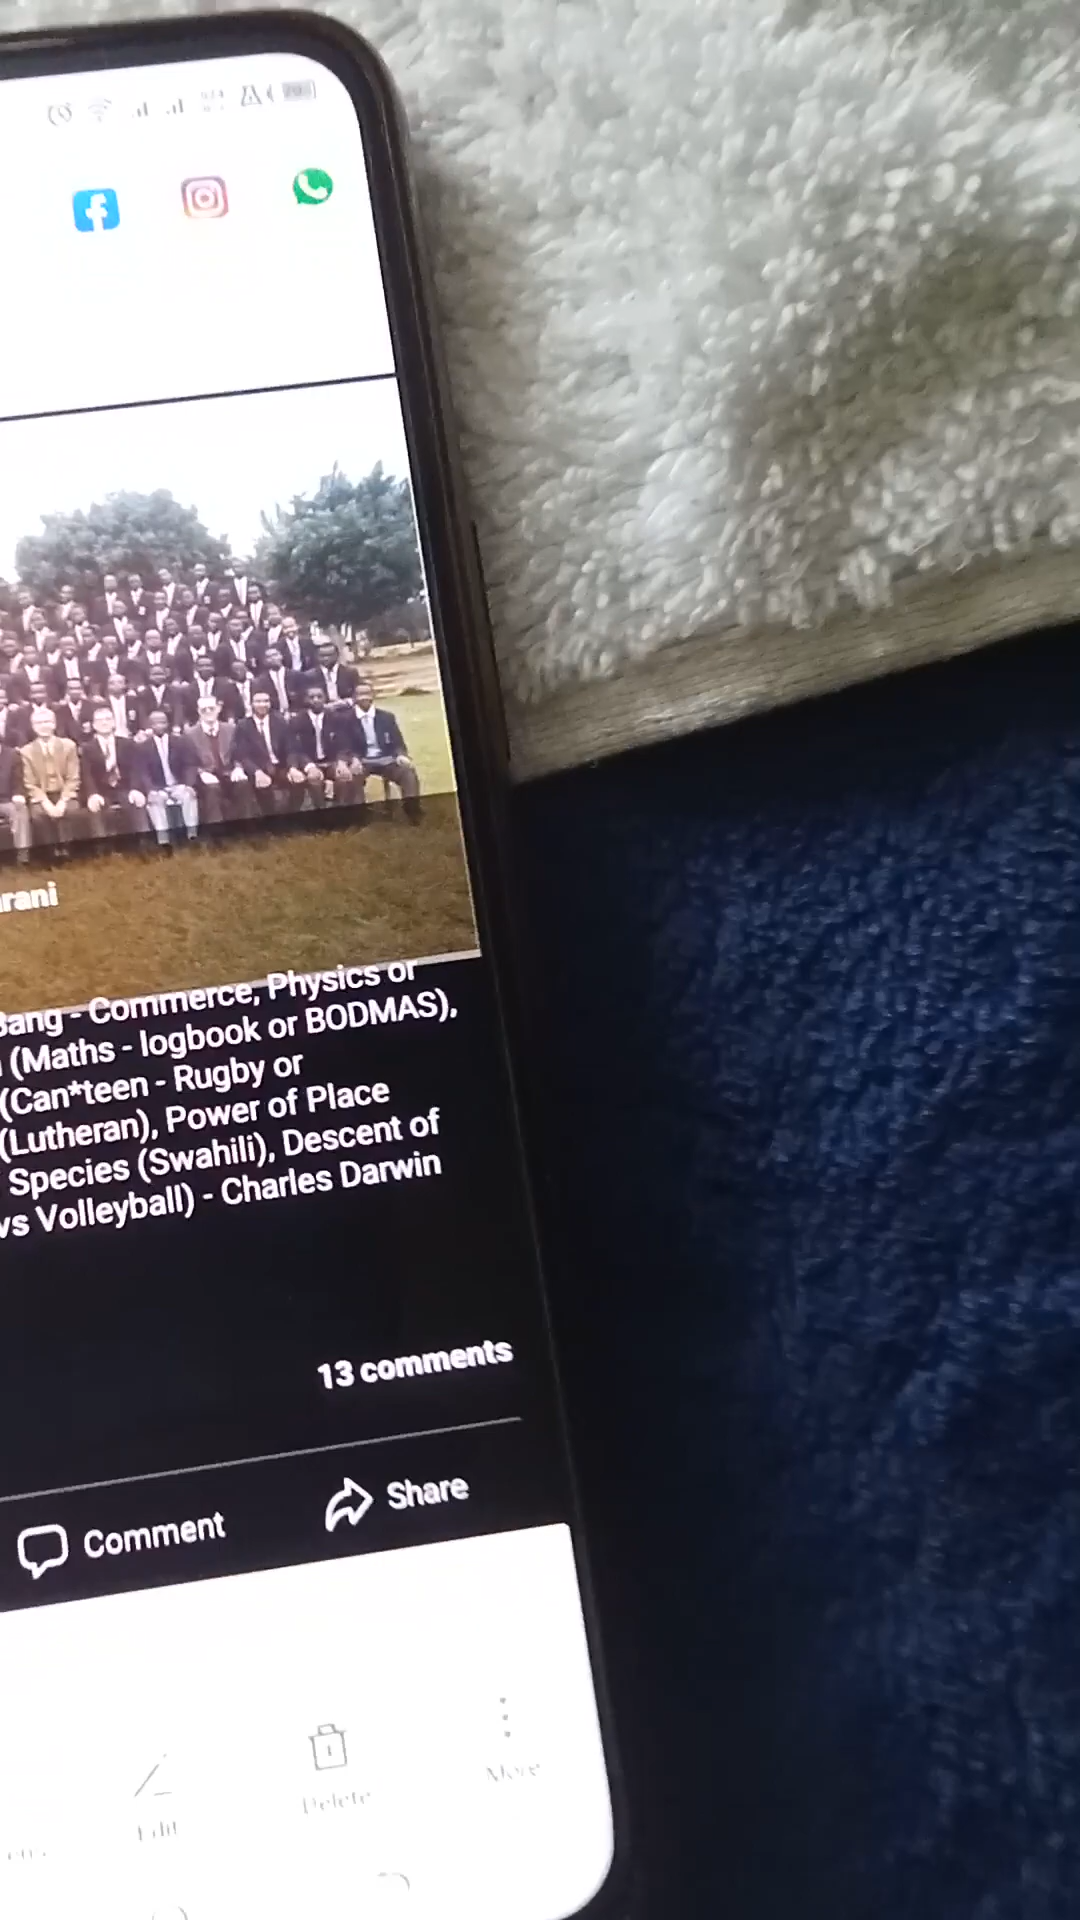 rani
Bang - Commerce, Physics or
(Maths - logbook or BODMAS),
(Can*teen - Rugby or
(Lutheran), Power of Place
Species (Swahili), Descent of
vs Volleyball) - Charles Darwin
13 comments
Comment
Share
Edit
Delete
More